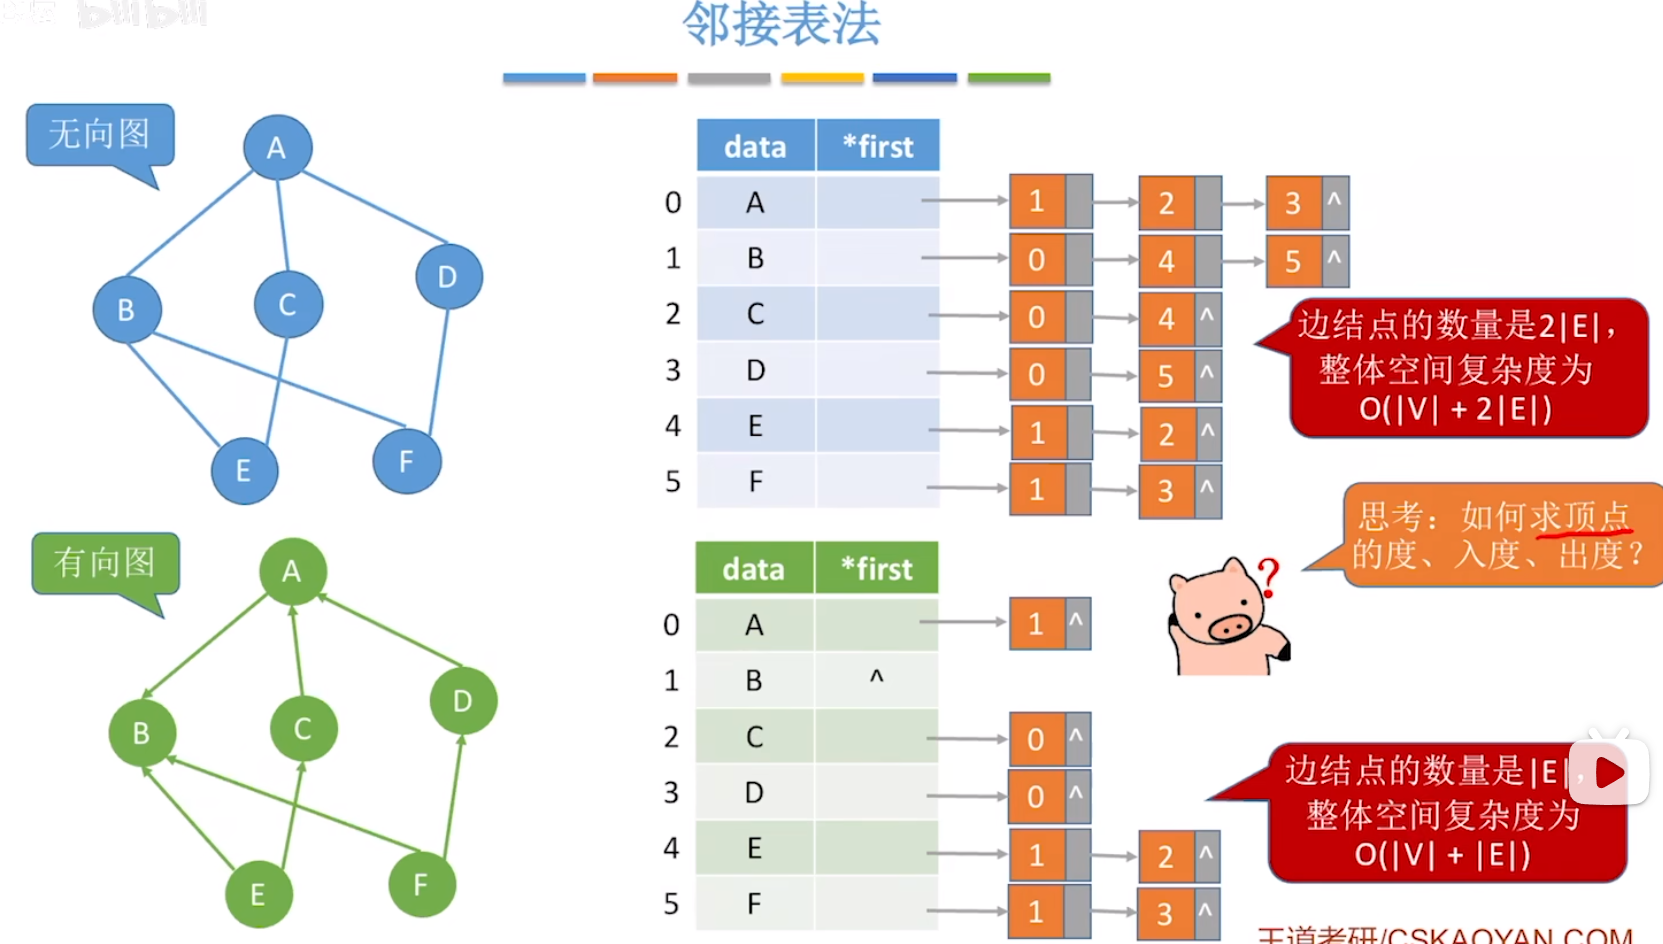 邻接表法
无向图
A
B
C
D
E
F
data *first
0 A 1 2 3 ^
1 B 0 4 5 ^
2 C 0 4 ^
3 D 0 5 ^
4 E 1 2 ^
5 F 1 3 ^
边结点的数量是2|E|，
整体空间复杂度为
O(|V| + 2|E|)
思考：如何求顶点
的度、入度、出度？
?
有向图
A
B
C
D
E
F
data *first
0 A 1 ^
1 B ^
2 C 0 ^
3 D 0 ^
4 E 1 2 ^
5 F 1 3 ^
边结点的数量是|E|，
整体空间复杂度为
O(|V| + |E|)
王道考研/CSKAOYAN.COM
bilibili